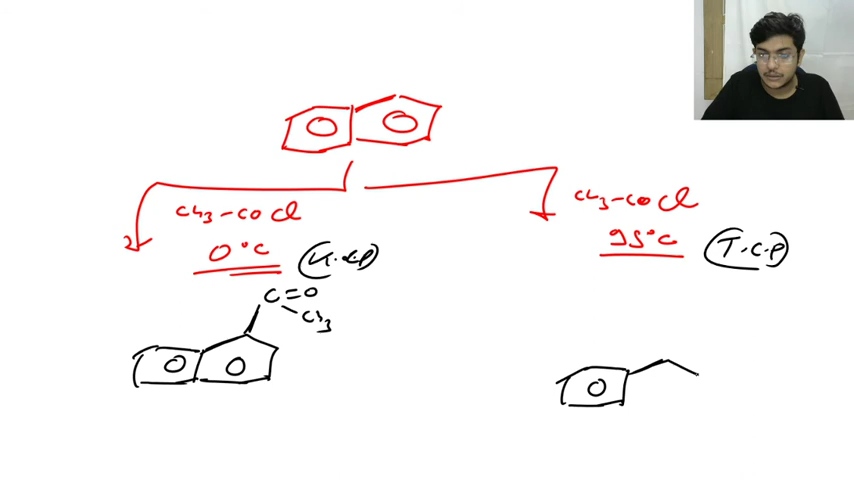 CH3-COCl
CH3-COCl
0°C
(K.C.P)
95°C
(T.C.P)
C=O
CH3